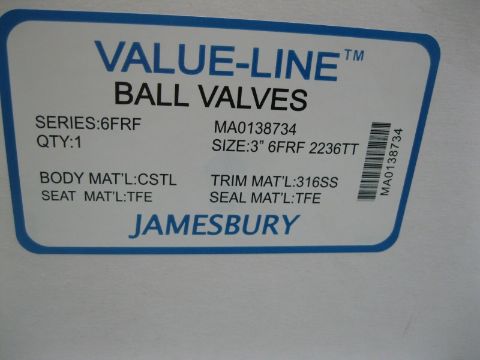 VALUE-LINE™
BALL VALVES
SERIES:6FRF MA0138734
QTY:1 SIZE:3" 6FRF 2236TT
BODY MAT'L:CSTL TRIM MAT'L:316SS
SEAT MAT'L:TFE SEAL MAT'L:TFE
JAMESBURY
MA0138734